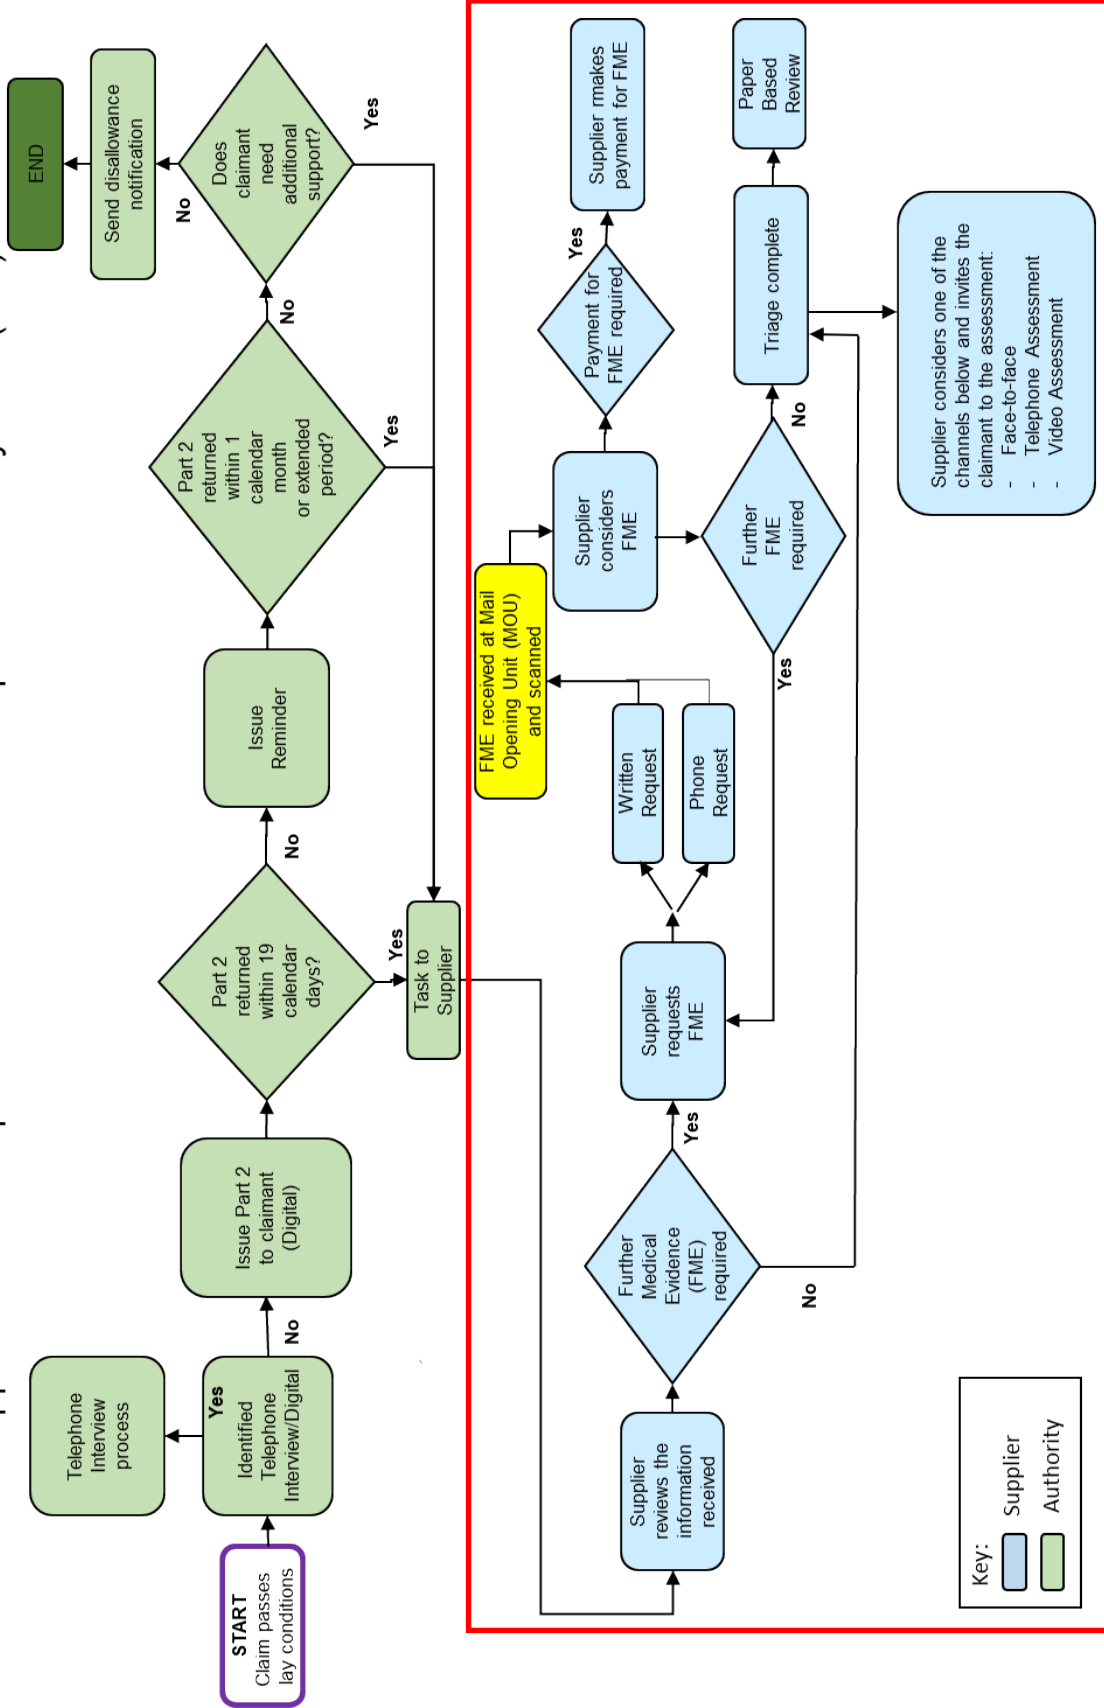 START
Claim passes
lay conditions
Identified
Telephone
Interview/Digital
Yes
Telephone
Interview
process
No
Issue Part 2
to claimant
(Digital)
Part 2
returned
within 19
calendar
days?
No
Issue
Reminder
Part 2
returned
within 1
calendar
month
or extended
period?
No
Does
claimant
need
additional
support?
No
Send disallowance
notification
END
Yes
Yes
Yes
Task to
Supplier
Supplier
reviews the
information
received
Further
Medical
Evidence
(FME)
required
Yes
No
Supplier
requests
FME
Written
Request
Phone
Request
FME received at Mail
Opening Unit (MOU)
and scanned
Supplier
considers
FME
Payment for
FME required
Yes
Supplier rmakes
payment for FME
Further
FME
required
Yes
No
Triage complete
Paper
Based
Review
Supplier considers one of the
channels below and invites the
claimant to the assessment:
- Face-to-face
- Telephone Assessment
- Video Assessment
Key:
Supplier
Authority